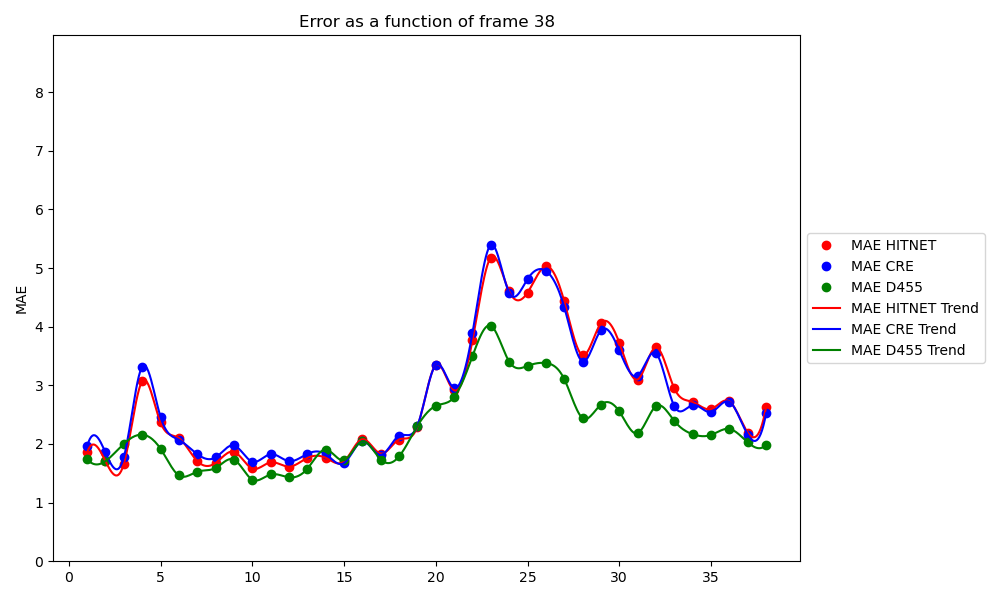 Error as a function of frame 38
MAE
8
7
6
5
4
3
2
1
0
0 5 10 15 20 25 30 35
MAE HITNET
MAE CRE
MAE D455
MAE HITNET Trend
MAE CRE Trend
MAE D455 Trend